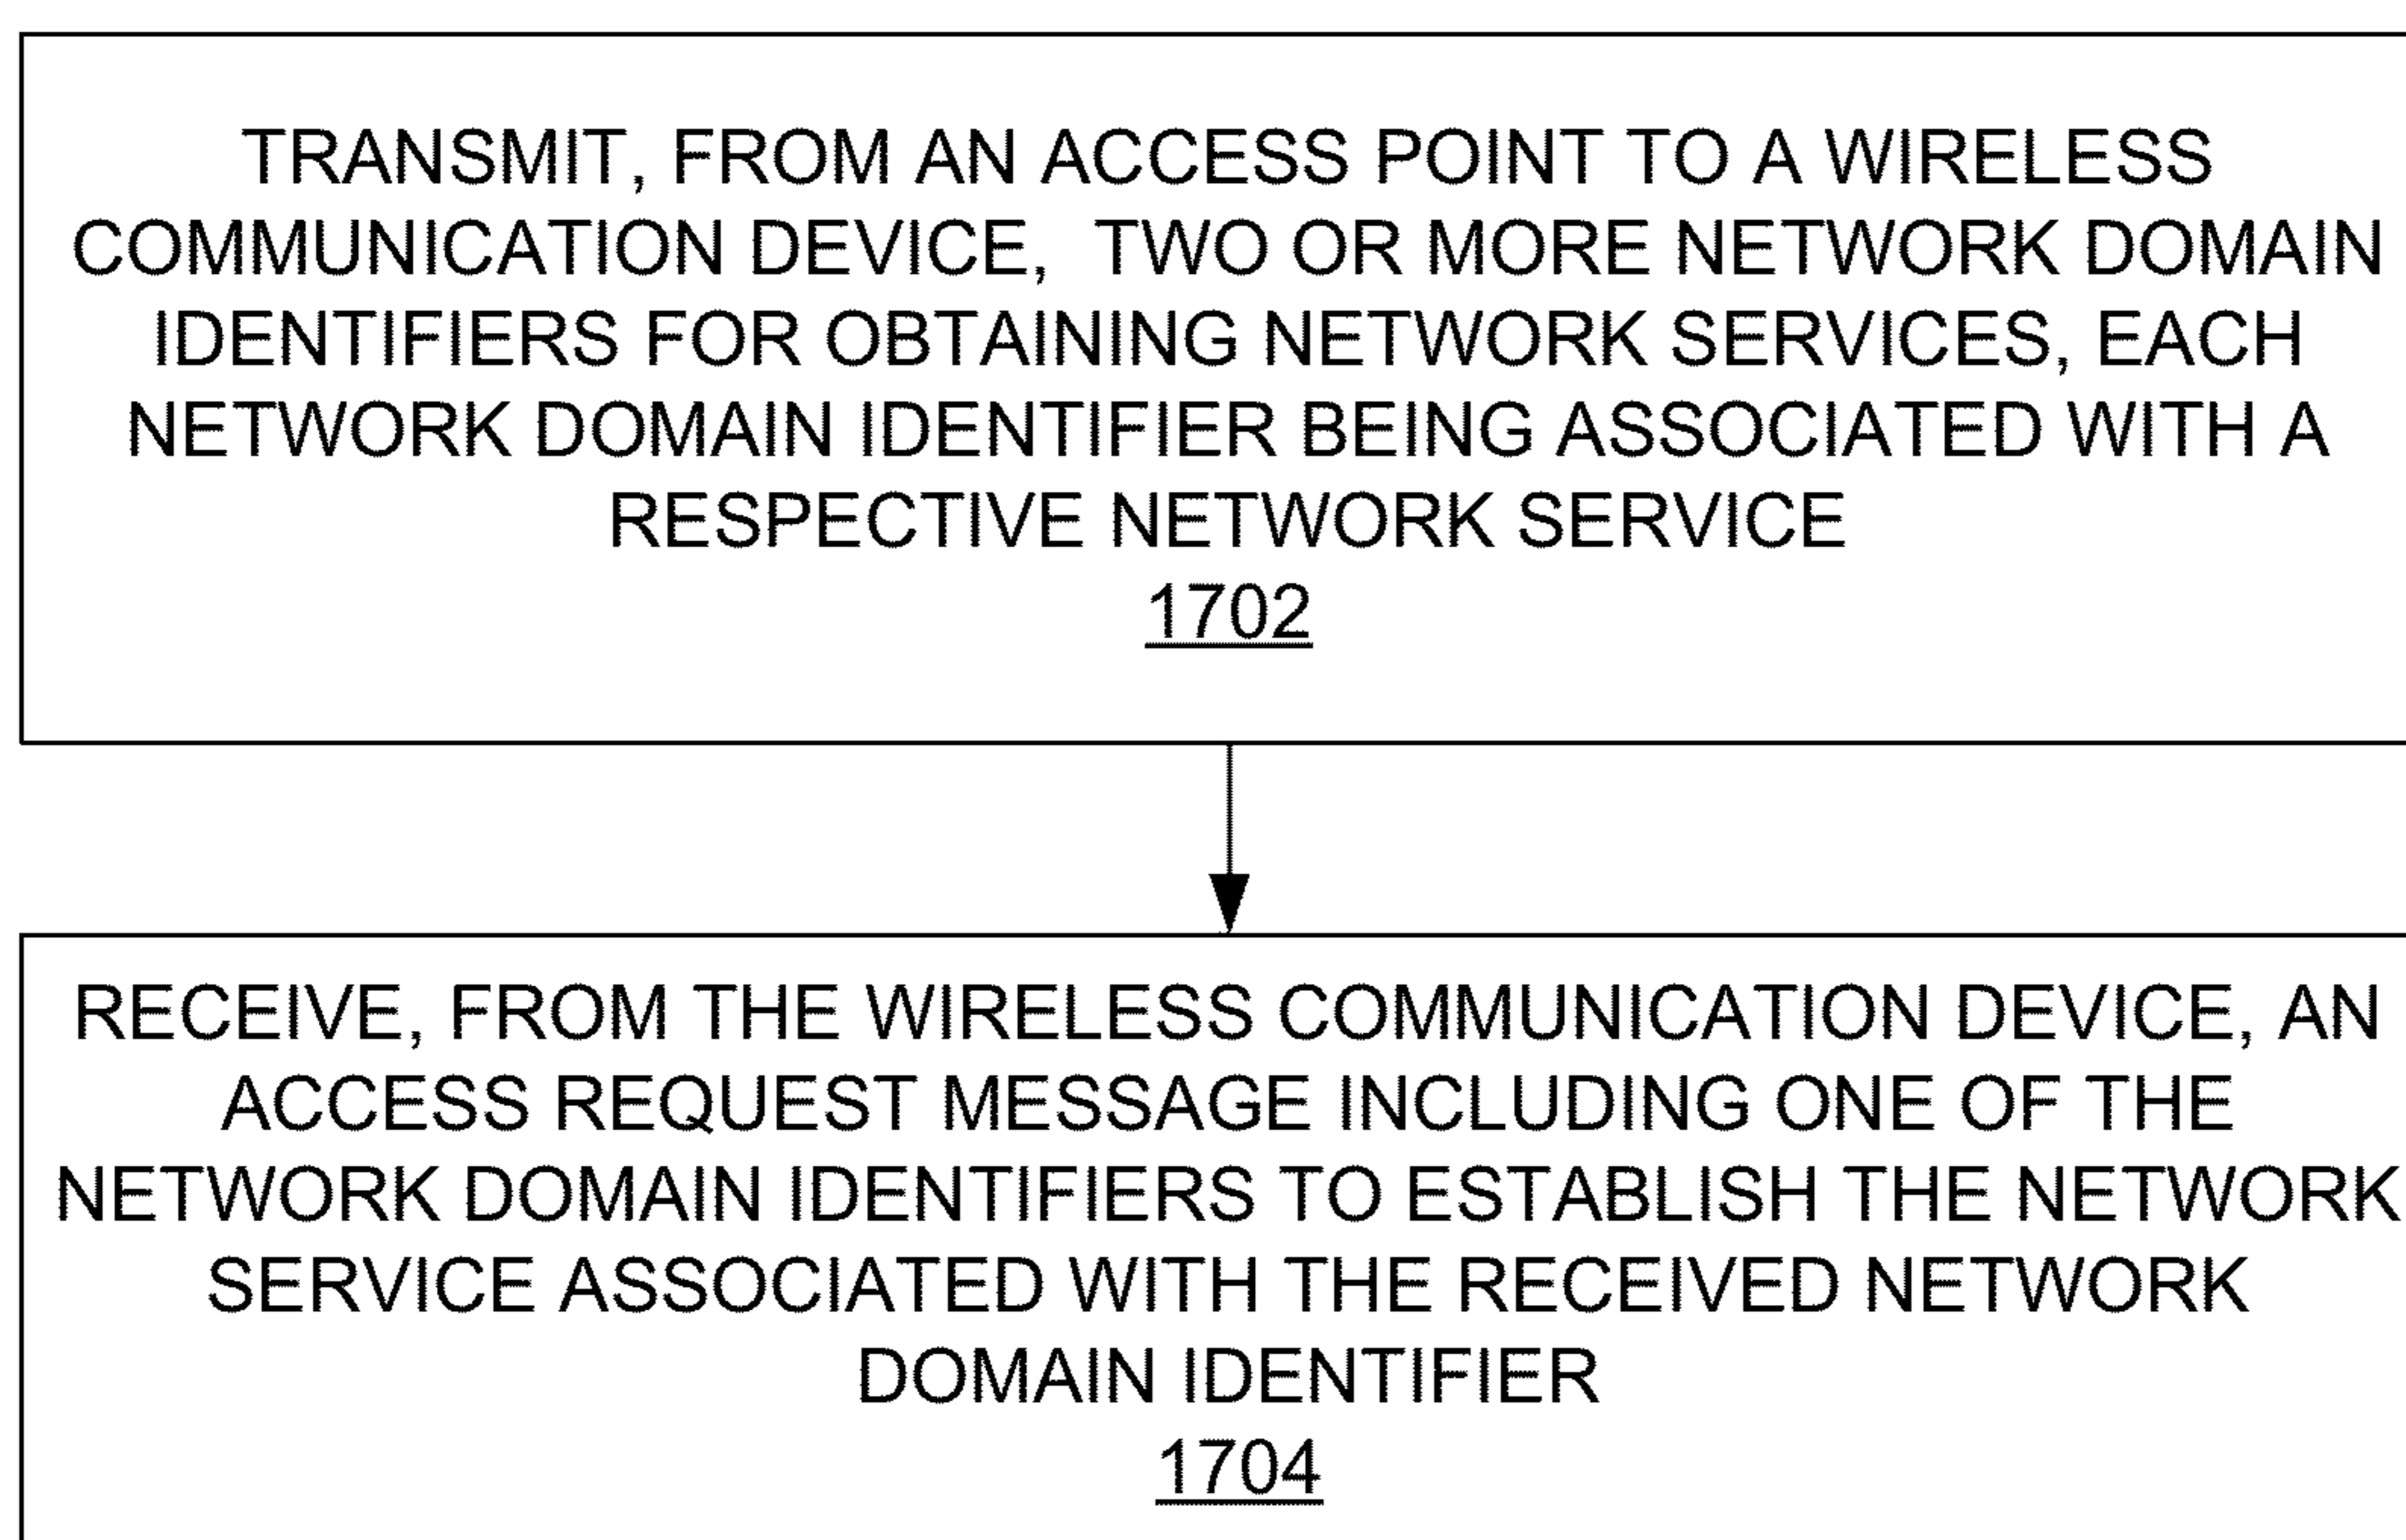 TRANSMIT, FROM AN ACCESS POINT TO A WIRELESS
COMMUNICATION DEVICE, TWO OR MORE NETWORK DOMAIN
IDENTIFIERS FOR OBTAINING NETWORK SERVICES, EACH
NETWORK DOMAIN IDENTIFIER BEING ASSOCIATED WITH A
RESPECTIVE NETWORK SERVICE
1702
RECEIVE, FROM THE WIRELESS COMMUNICATION DEVICE, AN
ACCESS REQUEST MESSAGE INCLUDING ONE OF THE
NETWORK DOMAIN IDENTIFIERS TO ESTABLISH THE NETWORK
SERVICE ASSOCIATED WITH THE RECEIVED NETWORK
DOMAIN IDENTIFIER
1704